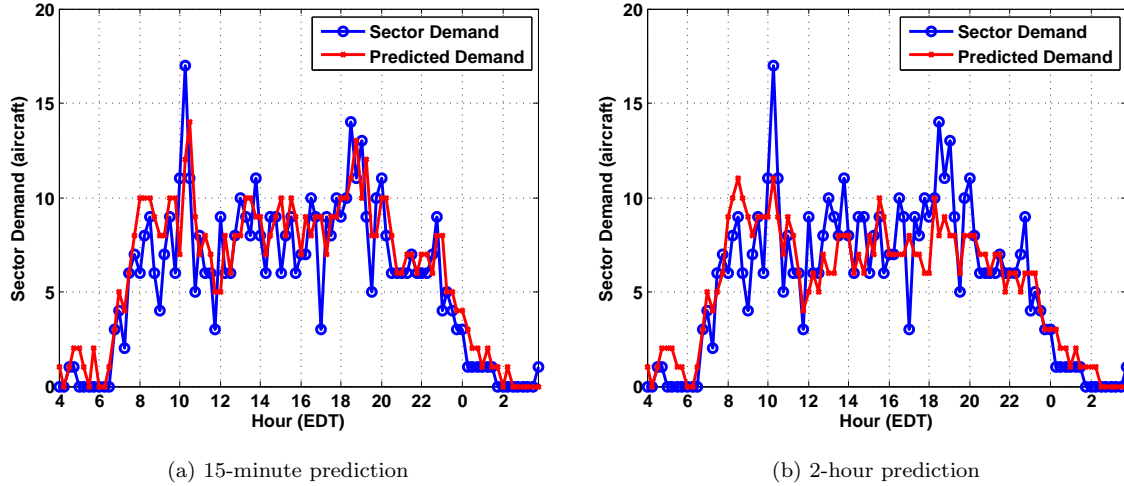 20
15
10
5
0
Sector Demand (aircraft)
Sector Demand
Predicted Demand
4 6 8 10 12 14 16 18 20 22 0 2
Hour (EDT)
(a) 15-minute prediction
20
15
10
5
0
Sector Demand (aircraft)
Sector Demand
Predicted Demand
4 6 8 10 12 14 16 18 20 22 0 2
Hour (EDT)
(b) 2-hour prediction